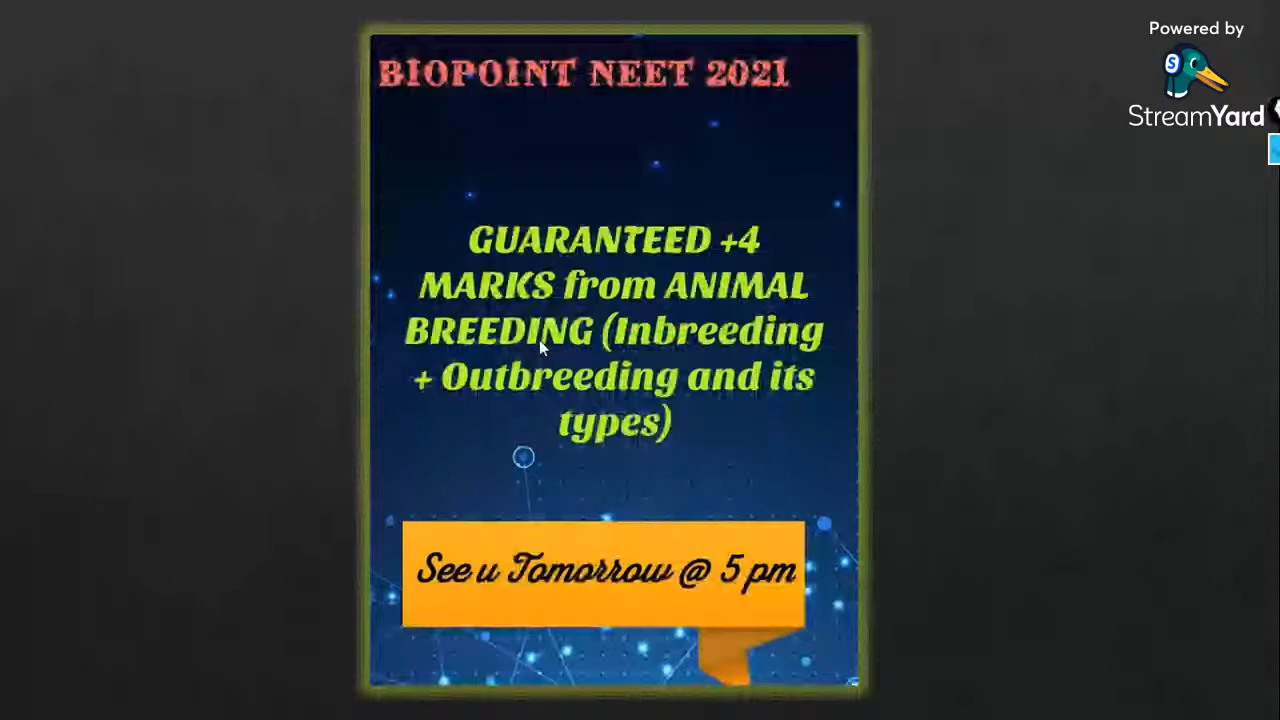 Powered by
StreamYard
BIOPOINT NEET 2021
GUARANTEED +4
MARKS from ANIMAL
BREEDING (Inbreeding
+ Outbreeding and its
types)
See u Tomorrow @ 5 pm